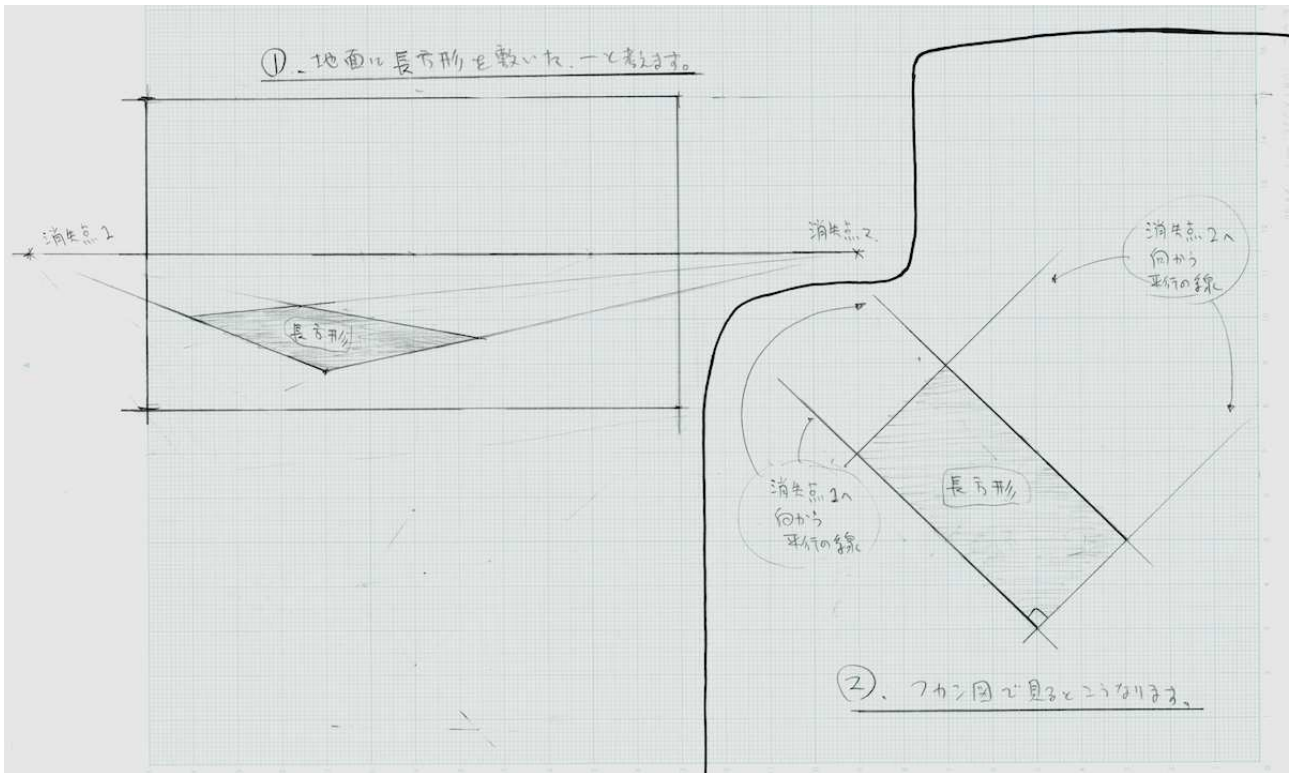 ①、地面に長方形を敷いた、ーと考えます。
消失点1
消失点2
長方形
消失点2へ
向かう
平行の線
消失点1へ
向かう
平行の線
長方形
②、フカン図で見るとこうなります。